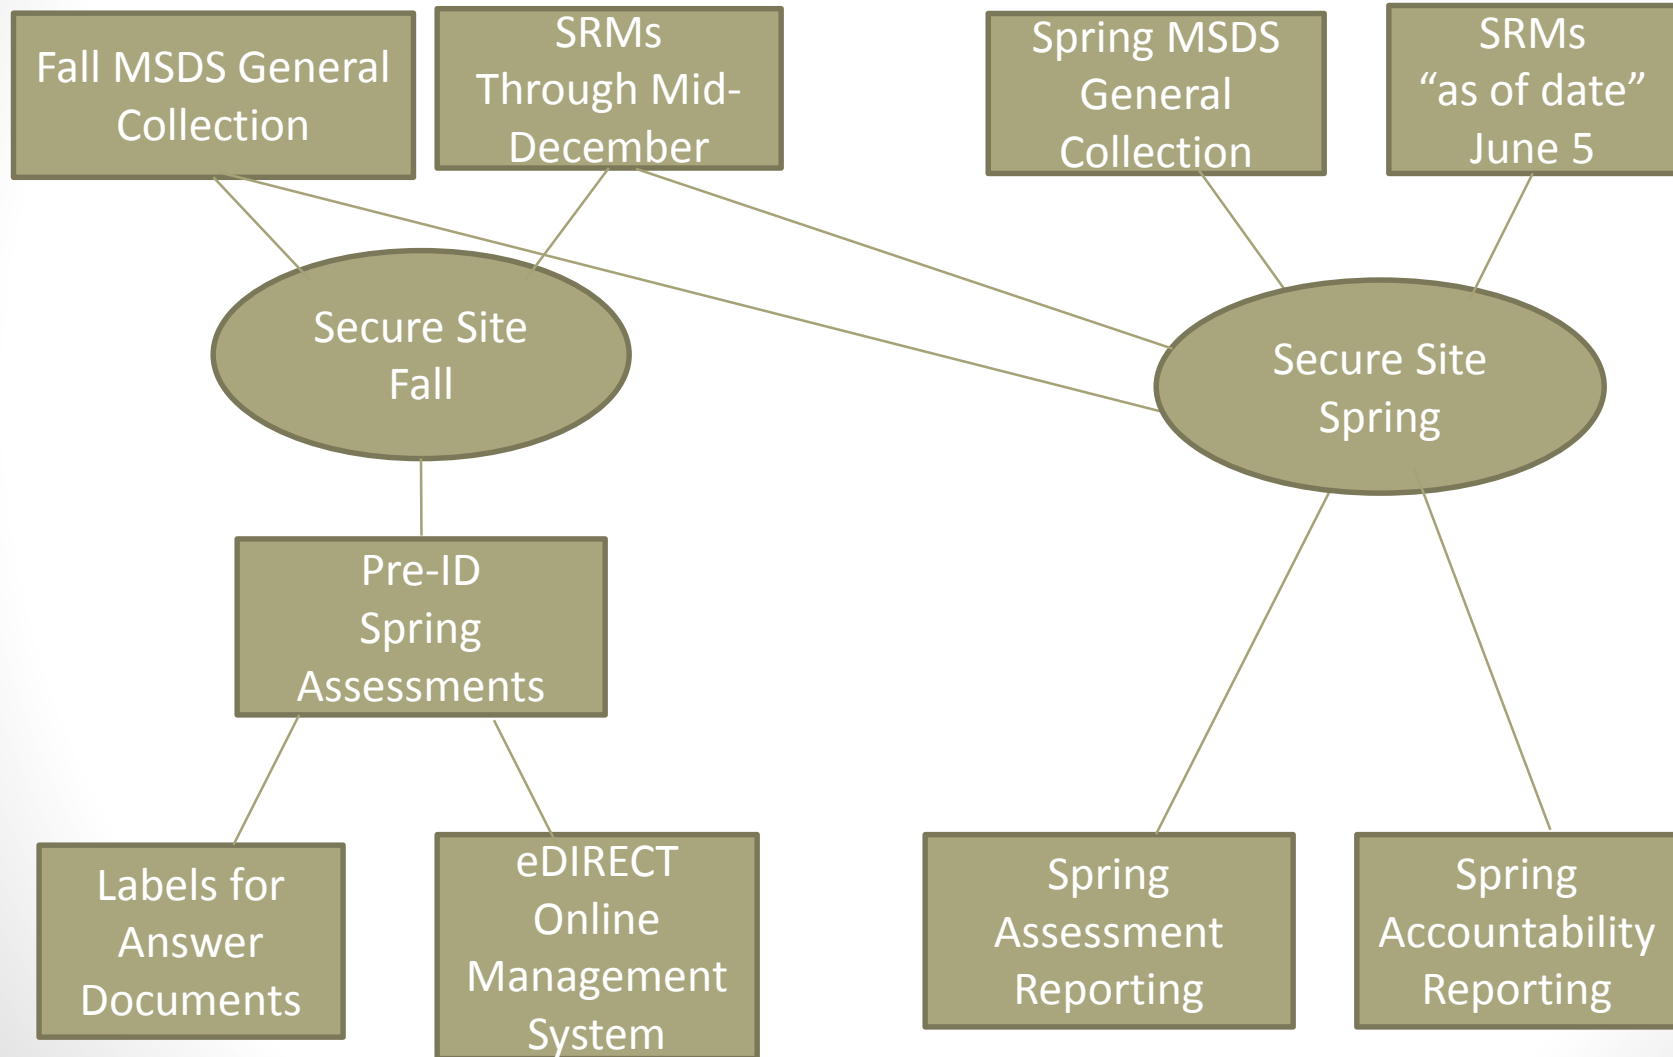 Fall MSDS General
Collection
SRMs
Through Mid-
December
Spring MSDS
General
Collection
SRMs
“as of date”
June 5
Secure Site
Fall
Secure Site
Spring
Pre-ID
Spring
Assessments
Labels for
Answer
Documents
eDIRECT
Online
Management
System
Spring
Assessment
Reporting
Spring
Accountability
Reporting